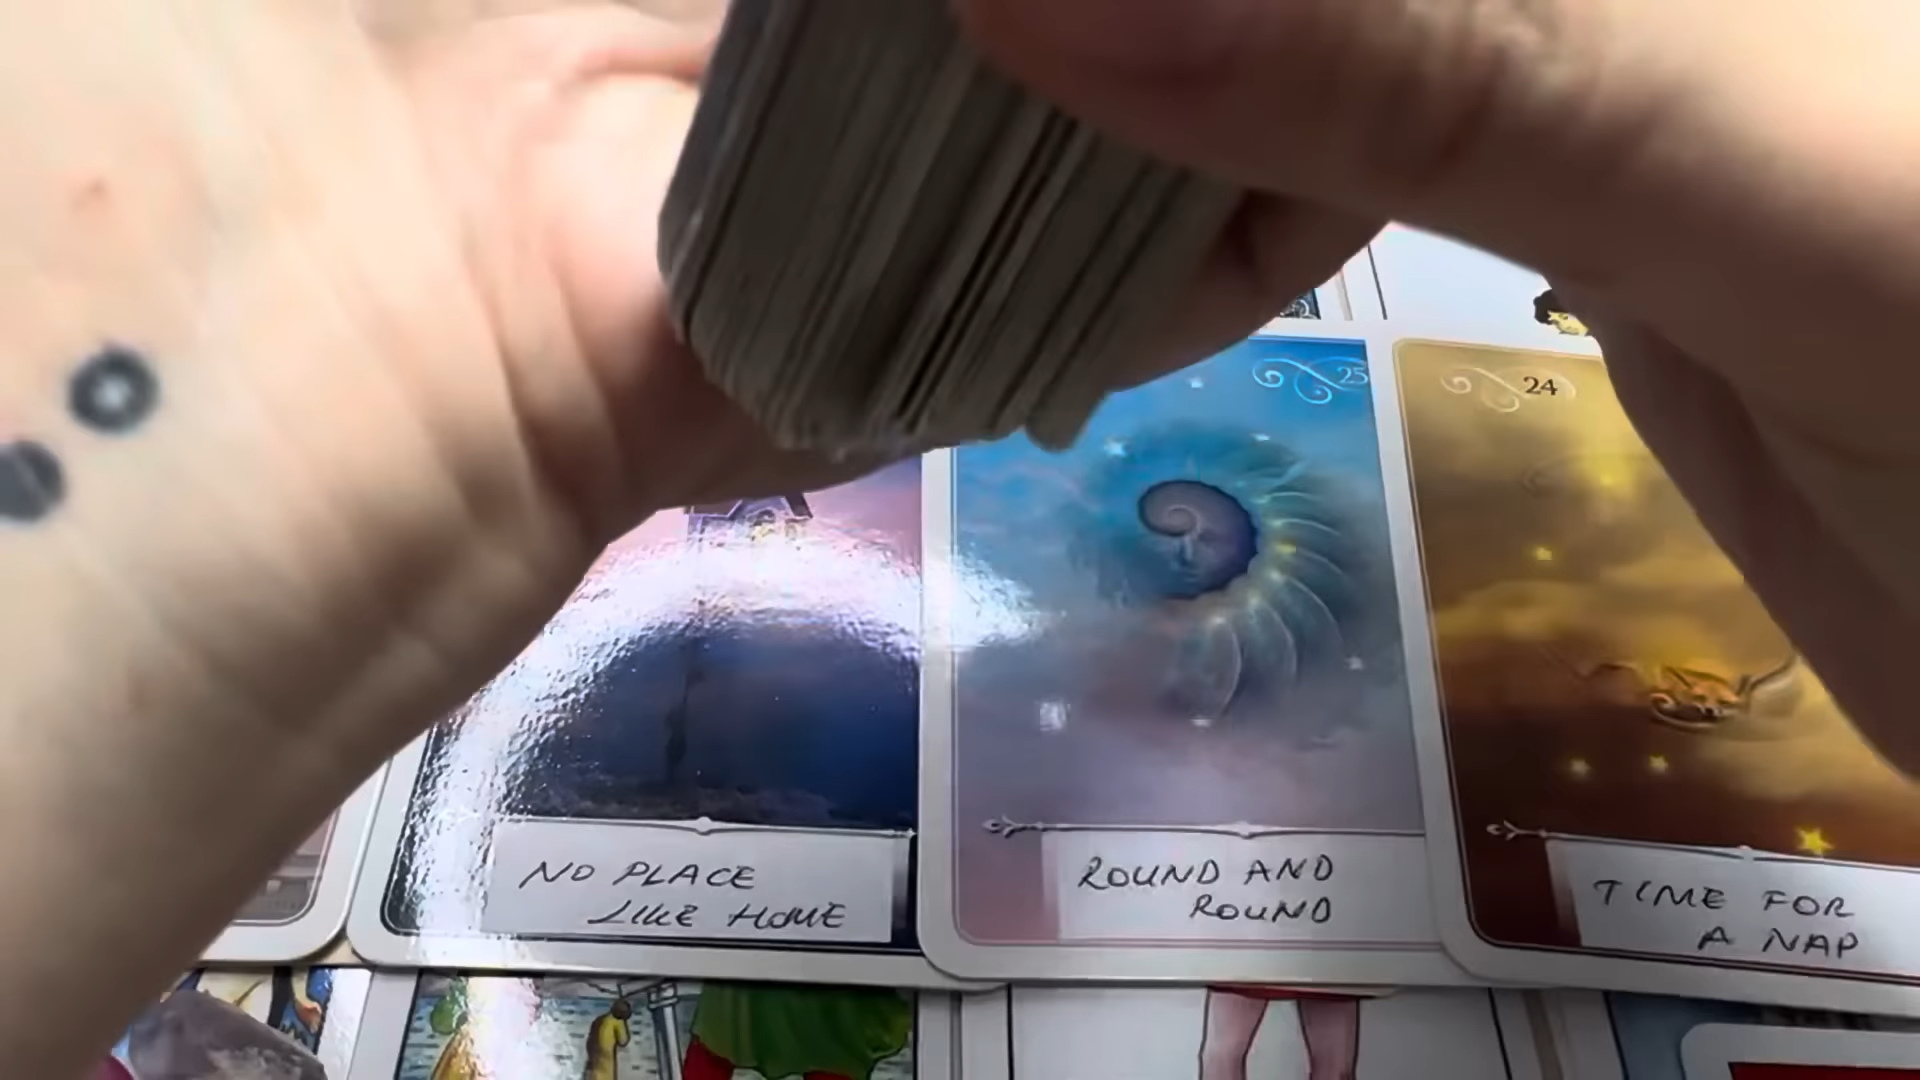 25
24
NO PLACE
LIKE HOME
ROUND AND
ROUND
TIME FOR
A NAP